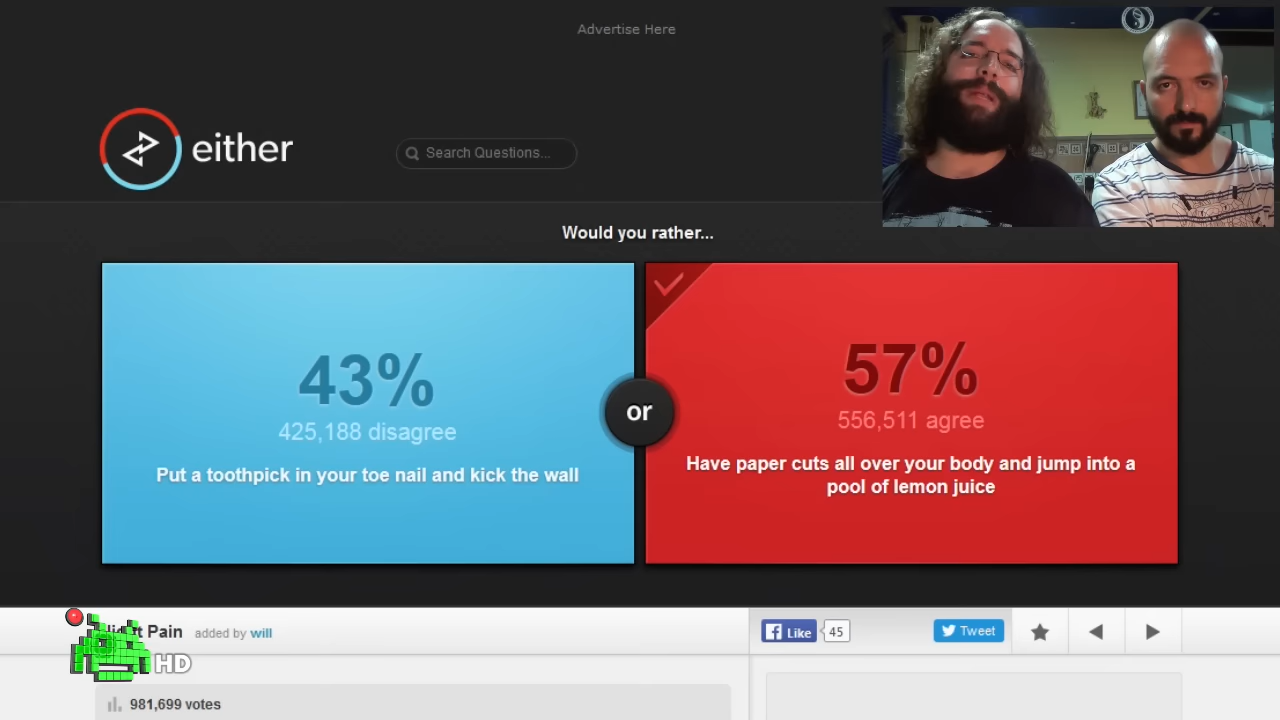 Advertise Here
either
Search Questions...
Would you rather...
43%
425,188 disagree
Put a toothpick in your toe nail and kick the wall
or
57%
556,511 agree
Have paper cuts all over your body and jump into a
pool of lemon juice
Pain added by will
Like 45
Tweet
HD
981,699 votes